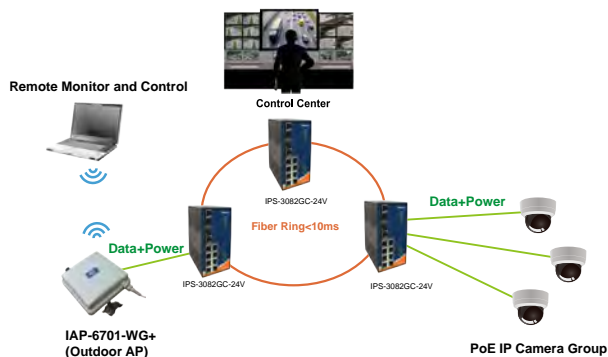 Remote Monitor and Control
Control Center
IPS-3082GC-24V
Data+Power
Fiber Ring<10ms
Data+Power
IPS-3082GC-24V
IPS-3082GC-24V
IAP-6701-WG+
(Outdoor AP)
PoE IP Camera Group